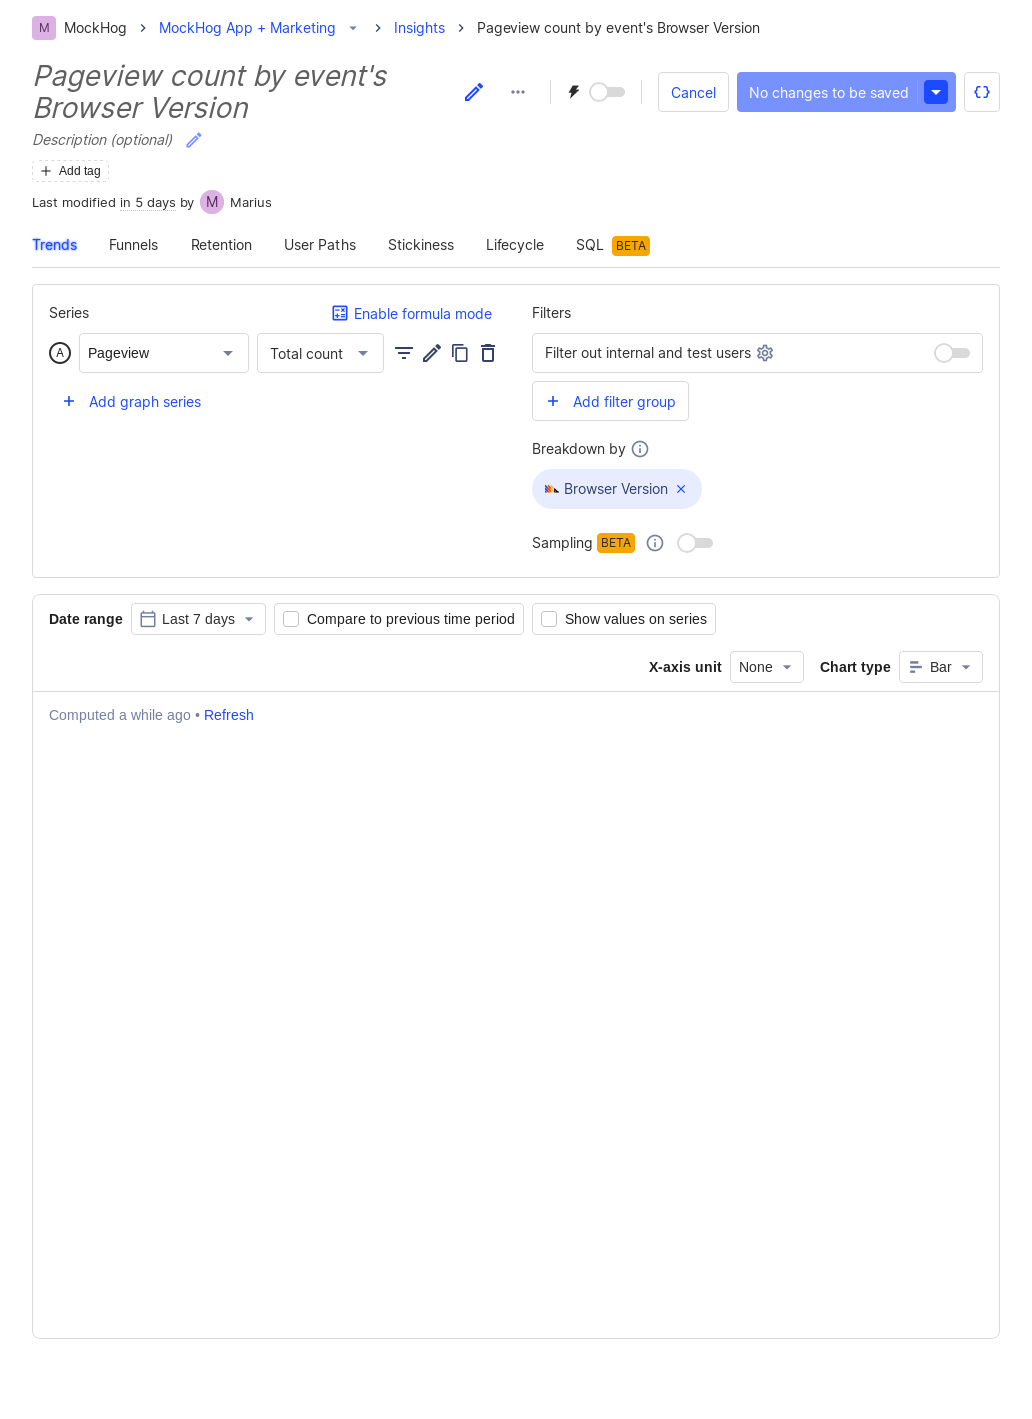 M MockHog MockHog App + Marketing Insights Pageview count by event's Browser Version
Pageview count by event's
Browser Version
Cancel No changes to be saved
Description (optional)
Add tag
Last modified in 5 days by M Marius
Trends Funnels Retention User Paths Stickiness Lifecycle SQL BETA
Series Enable formula mode
A Pageview Total count
Add graph series
Filters
Filter out internal and test users
Add filter group
Breakdown by
Browser Version
Sampling BETA
Date range Last 7 days Compare to previous time period Show values on series
X-axis unit None Chart type Bar
Computed a while ago • Refresh